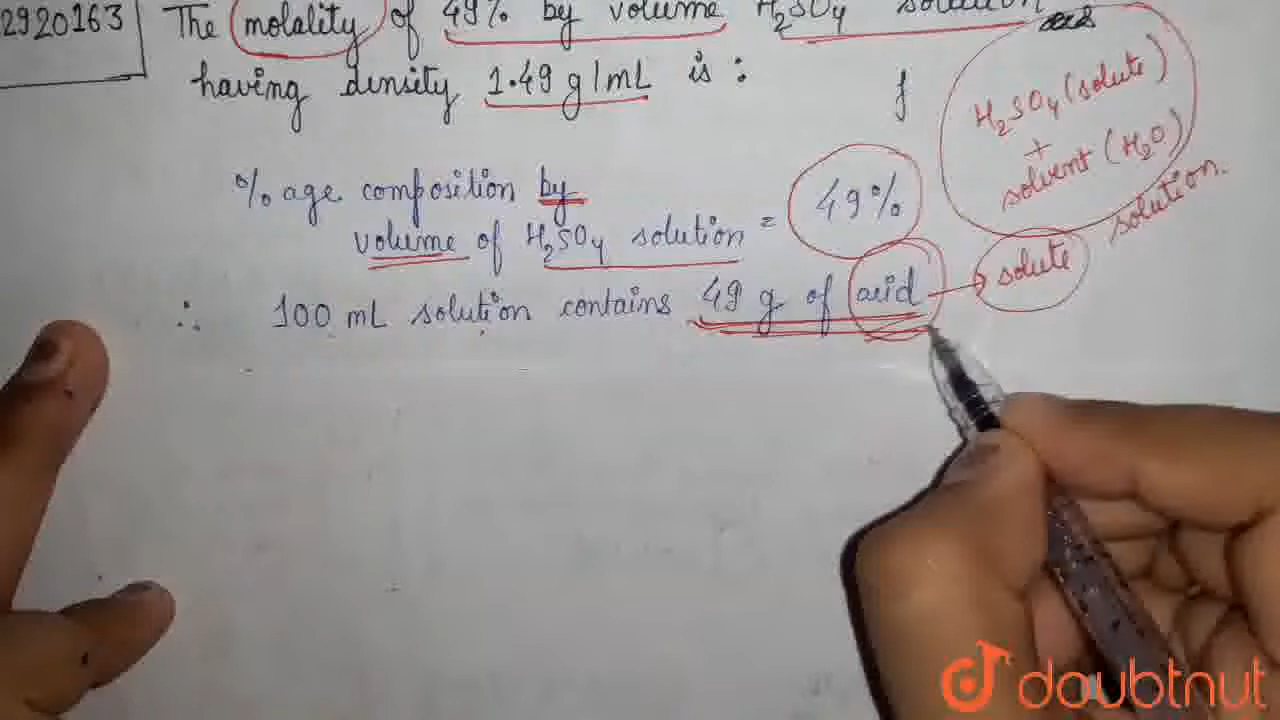 2920163
The molality of 49% by volume H₂SO₄ solution
having density 1.49 g/mL is :
H₂SO₄ (solute)
+
solvent (H₂O)
solution.
% age composition by
volume of H₂SO₄ solution = 49%
∴ 100 mL solution contains 49 g of acid → solute
doubtnut